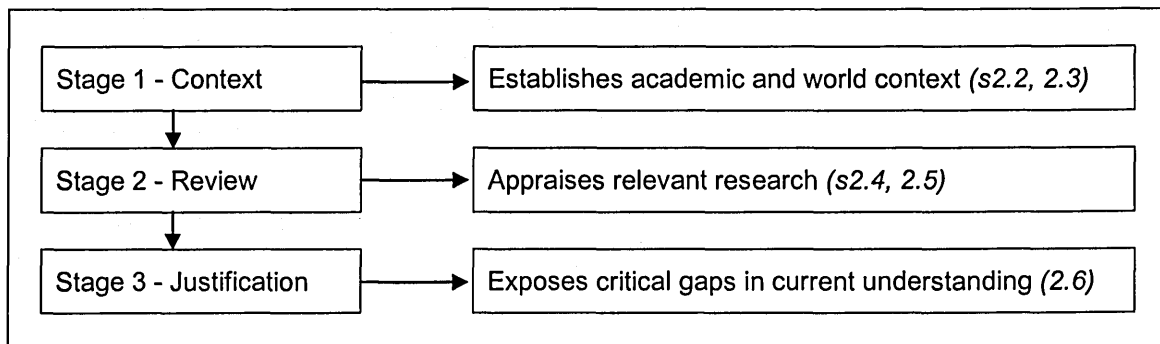 Stage 1 - Context
Establishes academic and world context (s2.2, 2.3)
Stage 2 - Review
Appraises relevant research (s2.4, 2.5)
Stage 3 - Justification
Exposes critical gaps in current understanding (2.6)